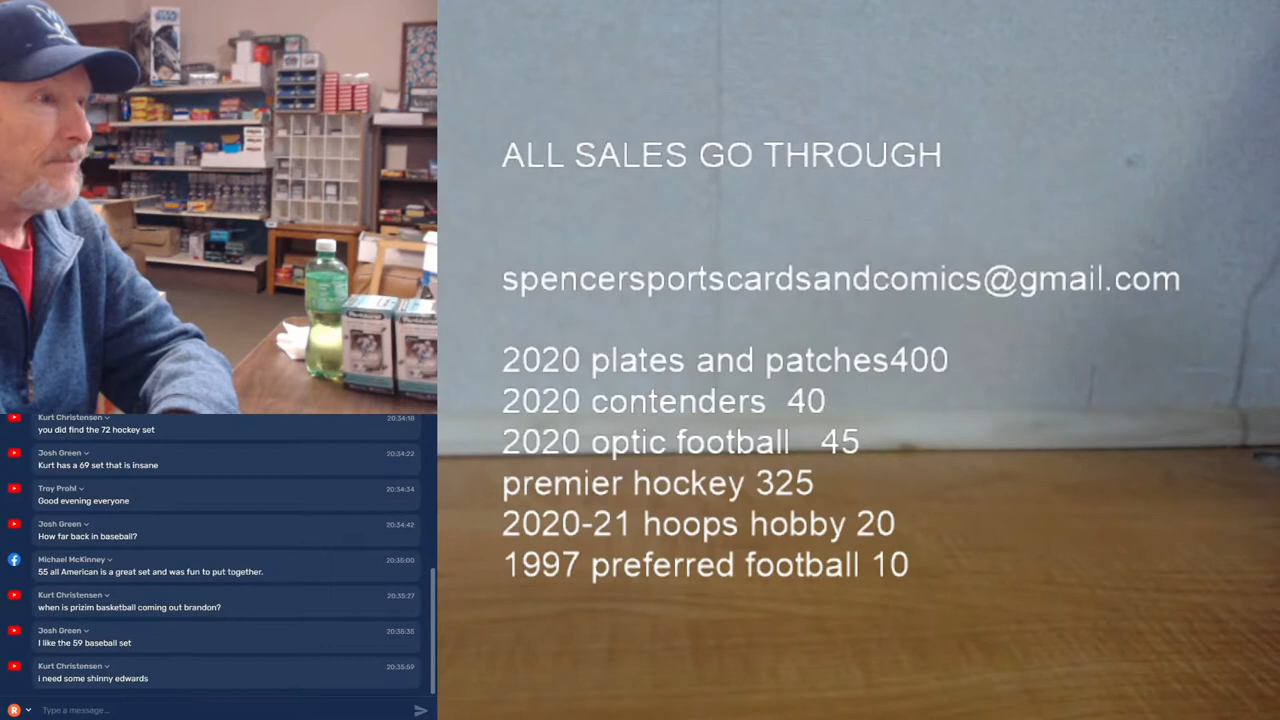 ALL SALES GO THROUGH
spencersportscardsandcomics@gmail.com
2020 plates and patches400
2020 contenders 40
2020 optic football 45
premier hockey 325
2020-21 hoops hobby 20
1997 preferred football 10
Kurt Christensen
20:34:18
you did find the 72 hockey set
Josh Green
20:34:22
Kurt has a 69 set that is insane
Troy Prohl
20:34:34
Good evening everyone
Josh Green
20:34:42
How far back in baseball?
Michael McKinney
20:35:00
55 all American is a great set and was fun to put together.
Kurt Christensen
20:35:27
when is prizim basketball coming out brandon?
Josh Green
20:35:35
I like the 59 baseball set
Kurt Christensen
20:35:59
i need some shinny edwards
R
Type a message...